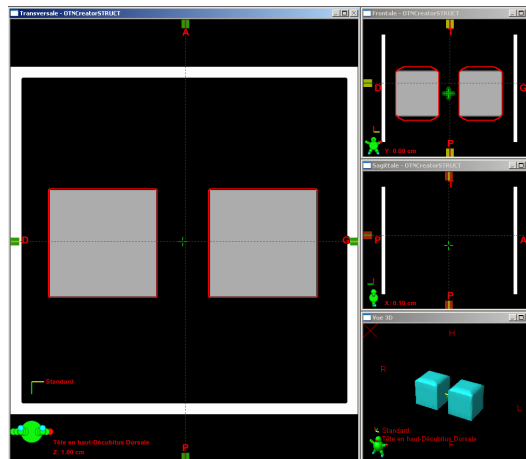 Transversale - OTNCreatorSTRUCT
A
D
G
Standard
Tête en haut-Décubitus Dorsale
Z: 1.00 cm
P
Frontale - OTNCreatorSTRUCT
T
D
G
P
Y: 0.00 cm
Sagittale - OTNCreatorSTRUCT
T
P
A
P
X: 0.10 cm
Vue 3D
H
R
L
Standard
Tête en haut-Décubitus Dorsale